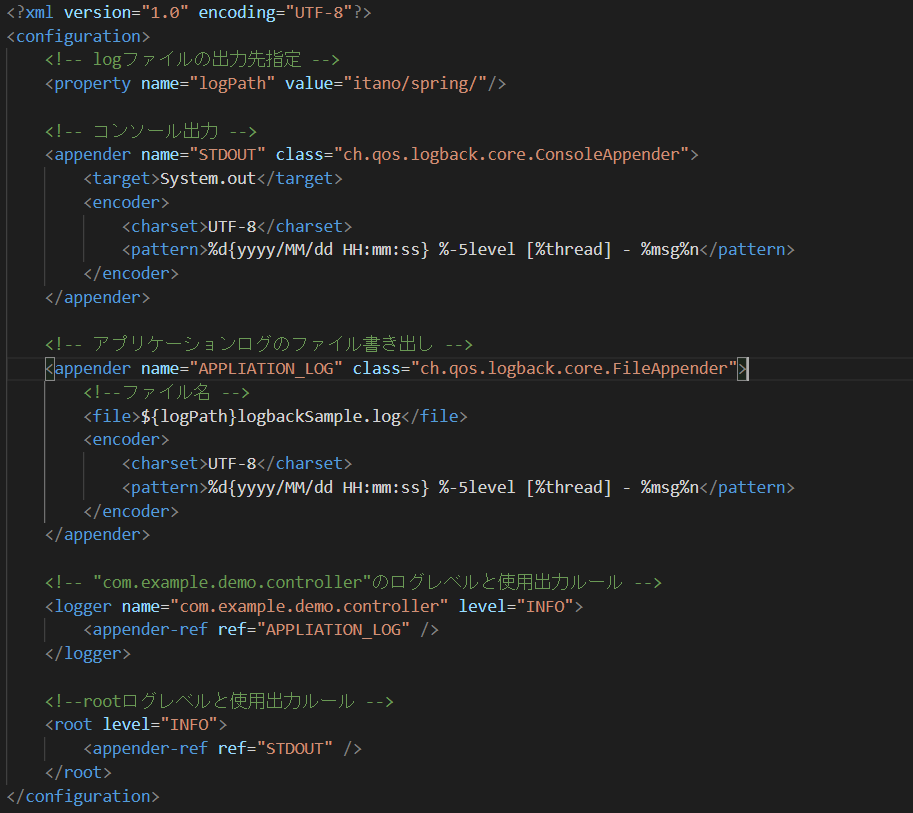 <?xml version="1.0" encoding="UTF-8"?>
<configuration>
    <!-- logファイルの出力先指定 -->
    <property name="logPath" value="itano/spring/"/>

    <!-- コンソール出力 -->
    <appender name="STDOUT" class="ch.qos.logback.core.ConsoleAppender">
        <target>System.out</target>
        <encoder>
            <charset>UTF-8</charset>
            <pattern>%d{yyyy/MM/dd HH:mm:ss} %-5level [%thread] - %msg%n</pattern>
        </encoder>
    </appender>

    <!-- アプリケーションログのファイル書き出し -->
    <appender name="APPLIATION_LOG" class="ch.qos.logback.core.FileAppender">
        <!--ファイル名 -->
        <file>${logPath}logbackSample.log</file>
        <encoder>
            <charset>UTF-8</charset>
            <pattern>%d{yyyy/MM/dd HH:mm:ss} %-5level [%thread] - %msg%n</pattern>
        </encoder>
    </appender>

    <!-- "com.example.demo.controller"のログレベルと使用出力ルール -->
    <logger name="com.example.demo.controller" level="INFO">
        <appender-ref ref="APPLIATION_LOG" />
    </logger>

    <!--rootログレベルと使用出力ルール -->
    <root level="INFO">
        <appender-ref ref="STDOUT" />
    </root>
</configuration>